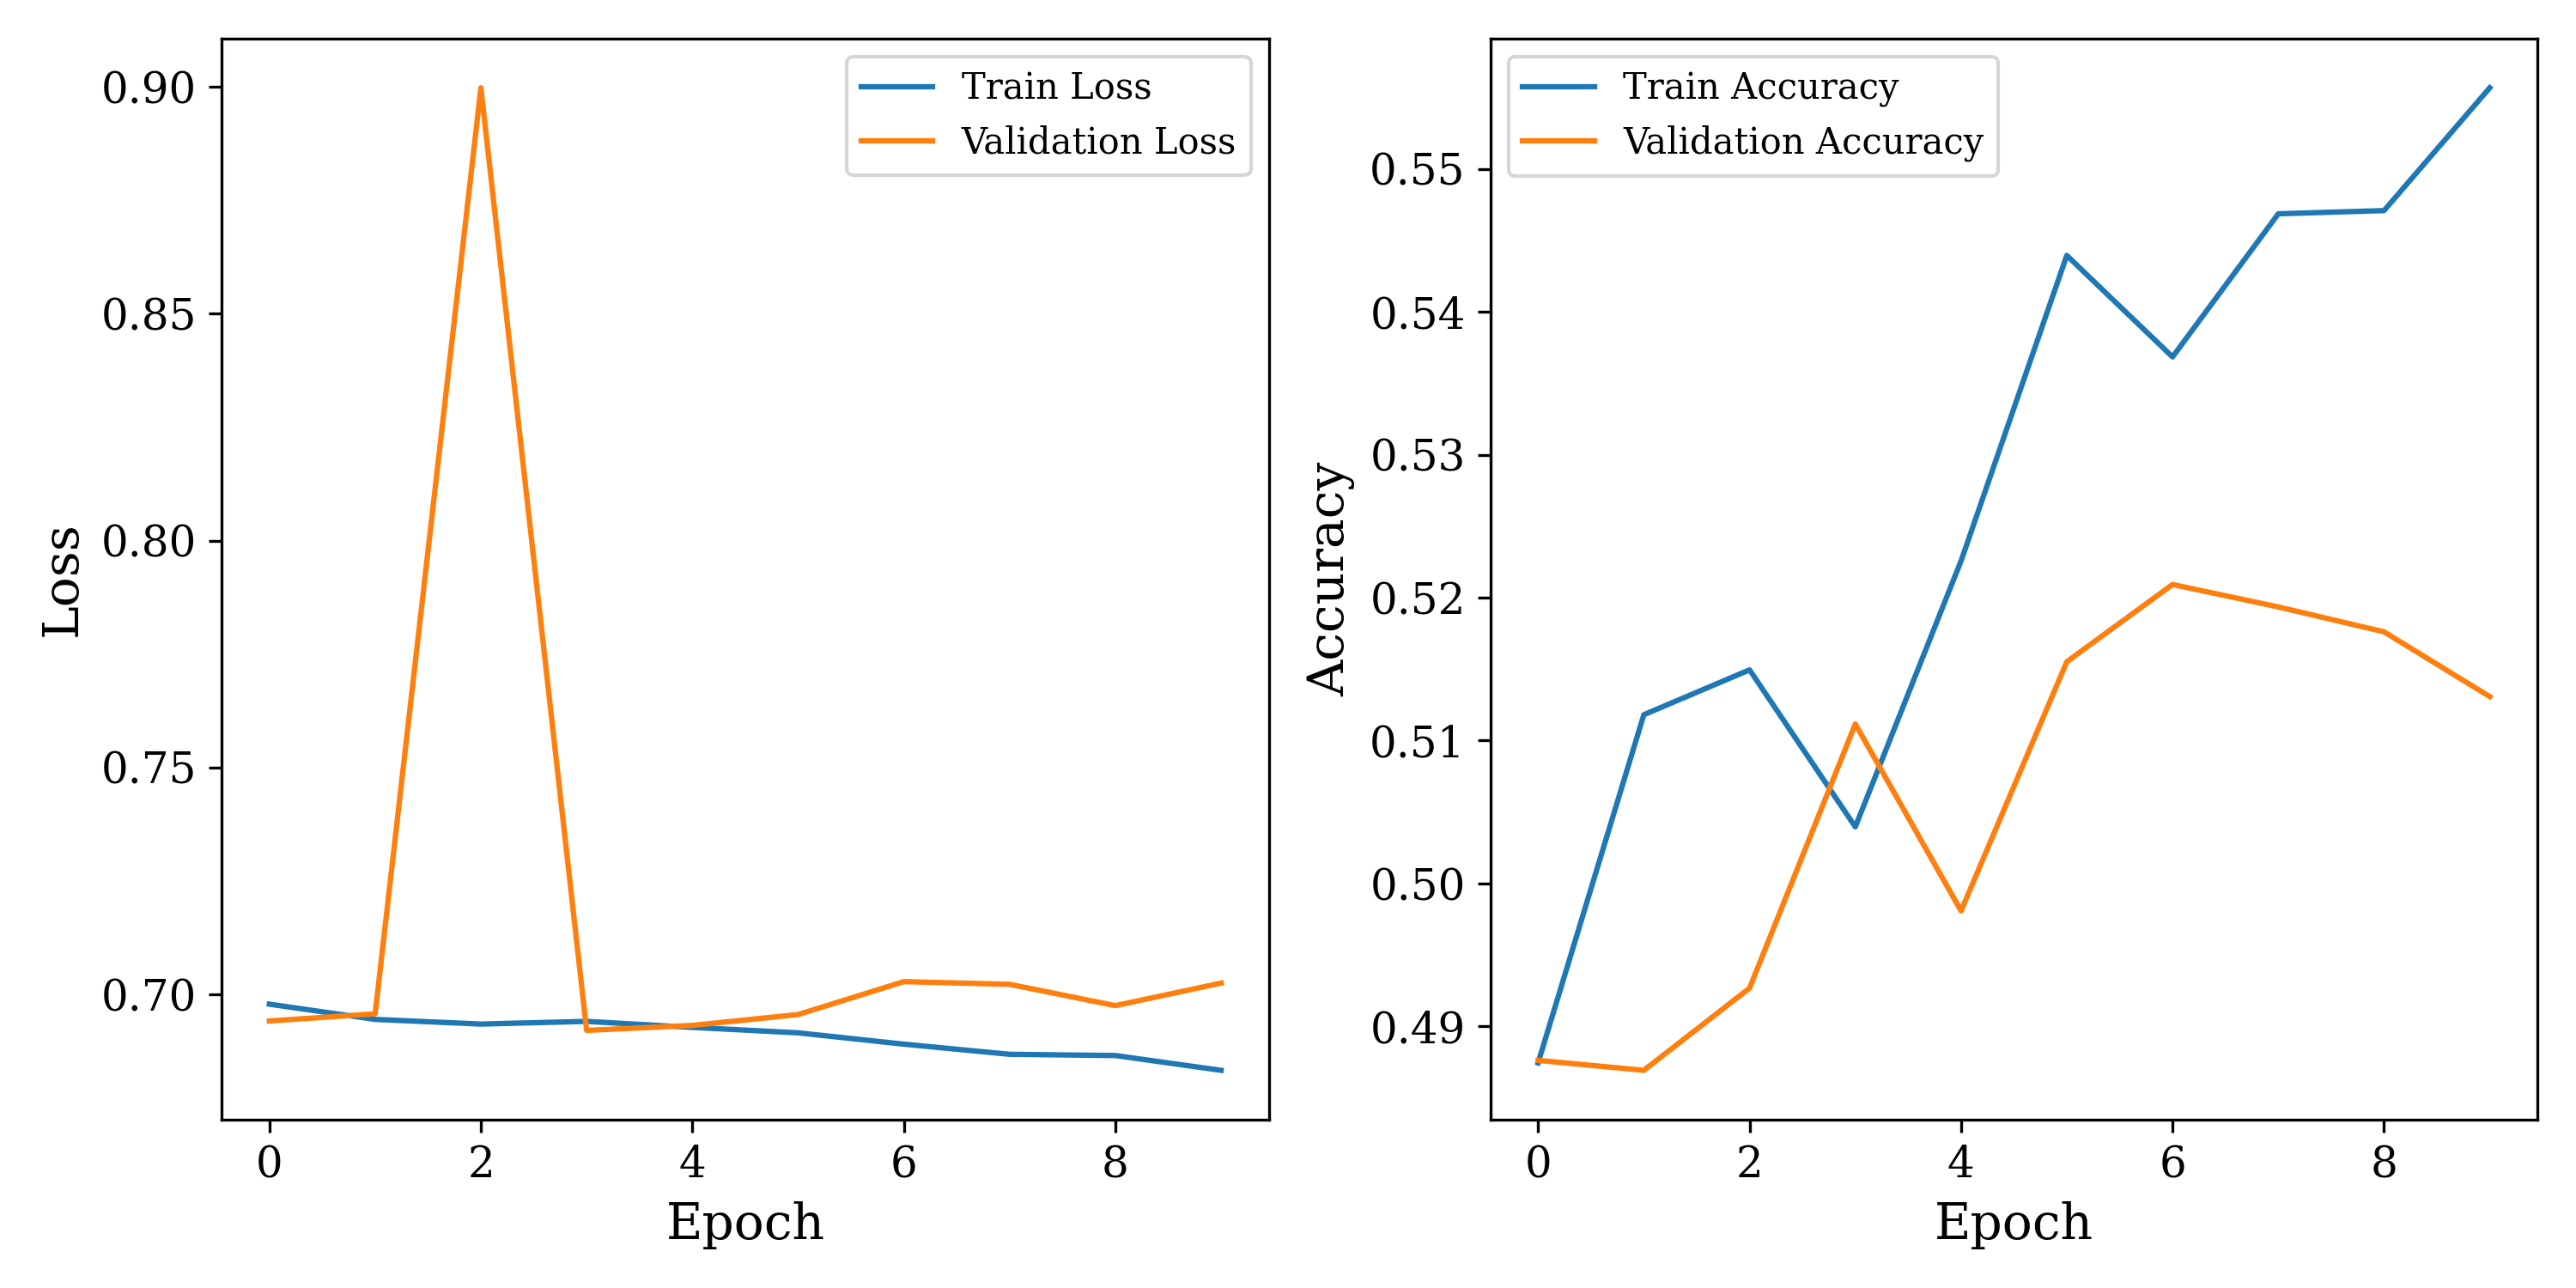 Train Loss
Validation Loss
0.90
0.85
0.80
0.75
0.70
Loss
0 2 4 6 8
Epoch
Train Accuracy
Validation Accuracy
0.55
0.54
0.53
0.52
0.51
0.50
0.49
Accuracy
0 2 4 6 8
Epoch